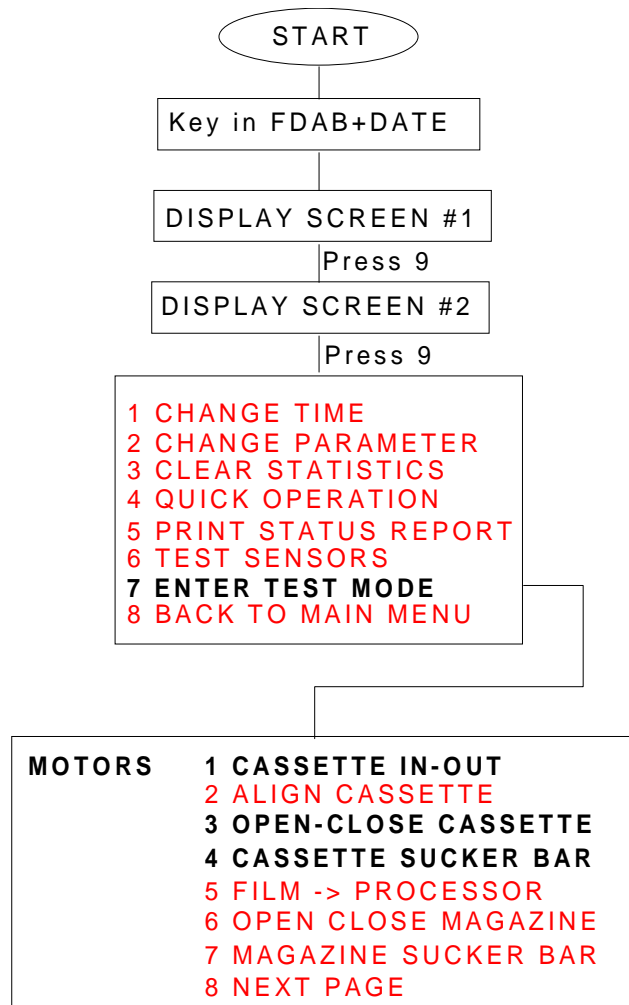 START
Key in FDAB+DATE
DISPLAY SCREEN #1
Press 9
DISPLAY SCREEN #2
Press 9
1 CHANGE TIME
2 CHANGE PARAMETER
3 CLEAR STATISTICS
4 QUICK OPERATION
5 PRINT STATUS REPORT
6 TEST SENSORS
7 ENTER TEST MODE
8 BACK TO MAIN MENU
MOTORS 1 CASSETTE IN-OUT
2 ALIGN CASSETTE
3 OPEN-CLOSE CASSETTE
4 CASSETTE SUCKER BAR
5 FILM -> PROCESSOR
6 OPEN CLOSE MAGAZINE
7 MAGAZINE SUCKER BAR
8 NEXT PAGE